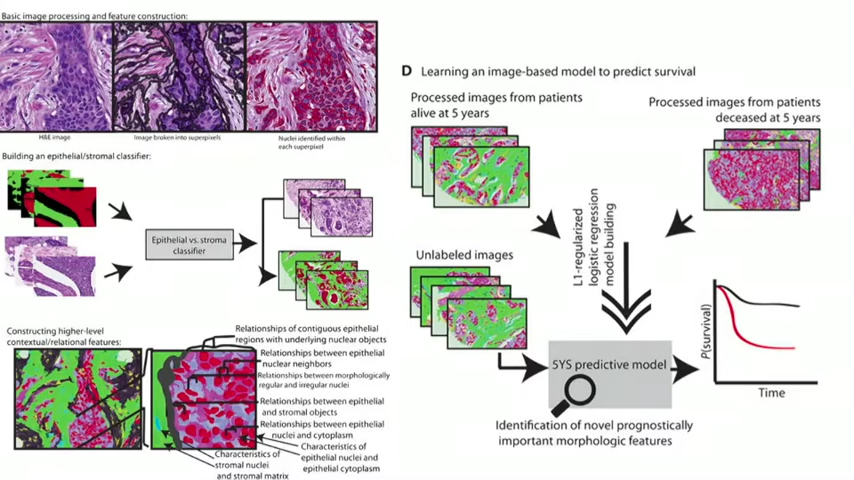 Basic image processing and feature construction:
H&E image
Image broken into superpixels
Nuclei identified within
each superpixel
Building an epithelial/stromal classifier:
Epithelial vs. stroma
classifier
Constructing higher-level
contextual/relational features:
Relationships of contiguous epithelial
regions with underlying nuclear objects
Relationships between epithelial
nuclear neighbors
Relationships between morphologically
regular and irregular nuclei
Relationships between epithelial
and stromal objects
Relationships between epithelial
nuclei and cytoplasm
Characteristics of
stromal nuclei
and stromal matrix
Characteristics of
epithelial nuclei and
epithelial cytoplasm
D Learning an image-based model to predict survival
Processed images from patients
alive at 5 years
Processed images from patients
deceased at 5 years
L1-regularized
logistic regression
model building
Unlabeled images
5YS predictive model
P(survival)
Time
Identification of novel prognostically
important morphologic features